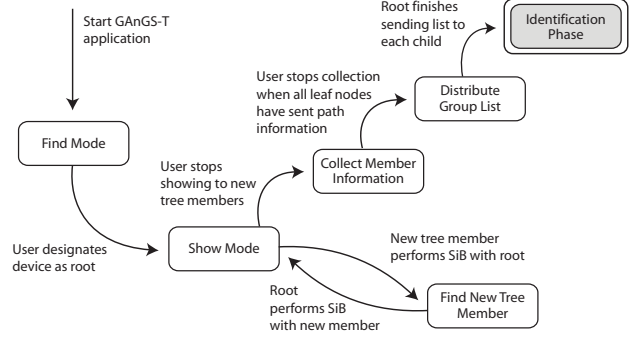 Start GAnGS-T
application
Root finishes
sending list to
each child
Identification
Phase
User stops collection
when all leaf nodes
have sent path
information
Distribute
Group List
Find Mode
User stops
showing to new
tree members
Collect Member
Information
User designates
device as root
Show Mode
New tree member
performs SiB with root
Root
performs SiB
with new member
Find New Tree
Member